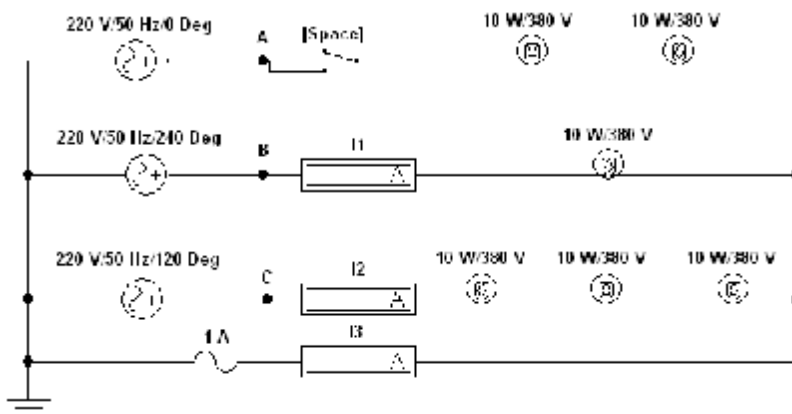 220 V/50 Hz/0 Deg
A
[Space]
10 W/380 V
10 W/380 V
220 V/50 Hz/240 Deg
B
I1
A
10 W/380 V
220 V/50 Hz/120 Deg
C
I2
A
10 W/380 V
10 W/380 V
10 W/380 V
1 A
I3
A